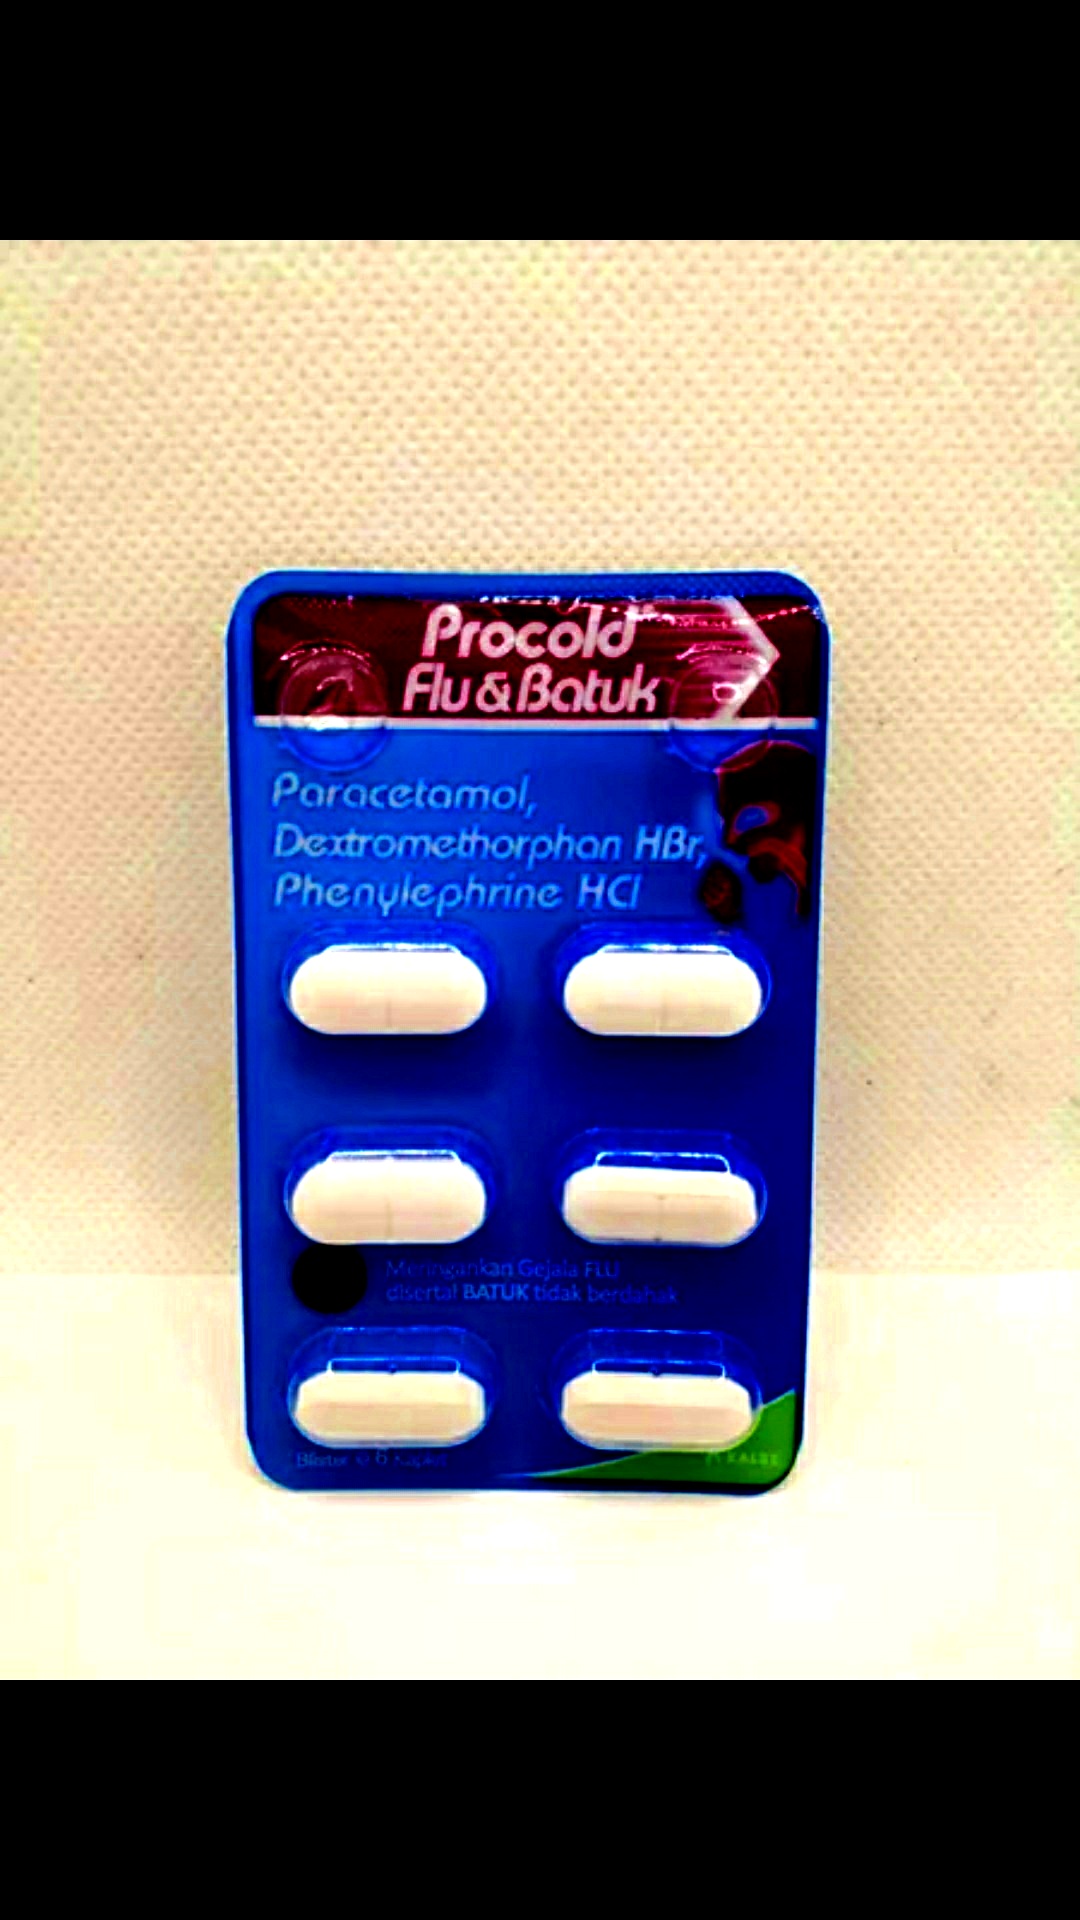 Procold
Flu & Batuk
Paracetamol,
Dextromethorphan HBr,
Phenylephrine HCl
Meringankan Gejala FLU
disertai BATUK tidak berdahak
Blister @ 6 Kaplet
KALBE